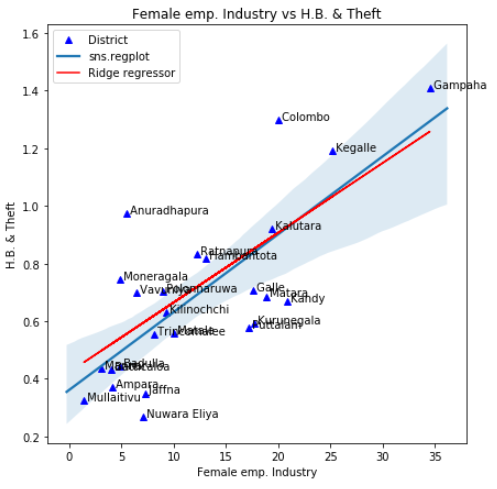 Female emp. Industry vs H.B. & Theft
District
sns.regplot
Ridge regressor
1.6
1.4
1.2
1.0
0.8
0.6
0.4
0.2
H.B. & Theft
Gampaha
Colombo
Kegalle
Anuradhapura
Kalutara
Ratnapura
Hambantota
Moneragala
Vavuniya
Polonnaruwa
Galle
Matara
Kandy
Kilinochchi
Kurunegala
Puttalam
Trincomalee
Matale
Badulla
Ampara
Jaffna
Mullaitivu
Nuwara Eliya
0
5
10
15
20
25
30
35
Female emp. Industry